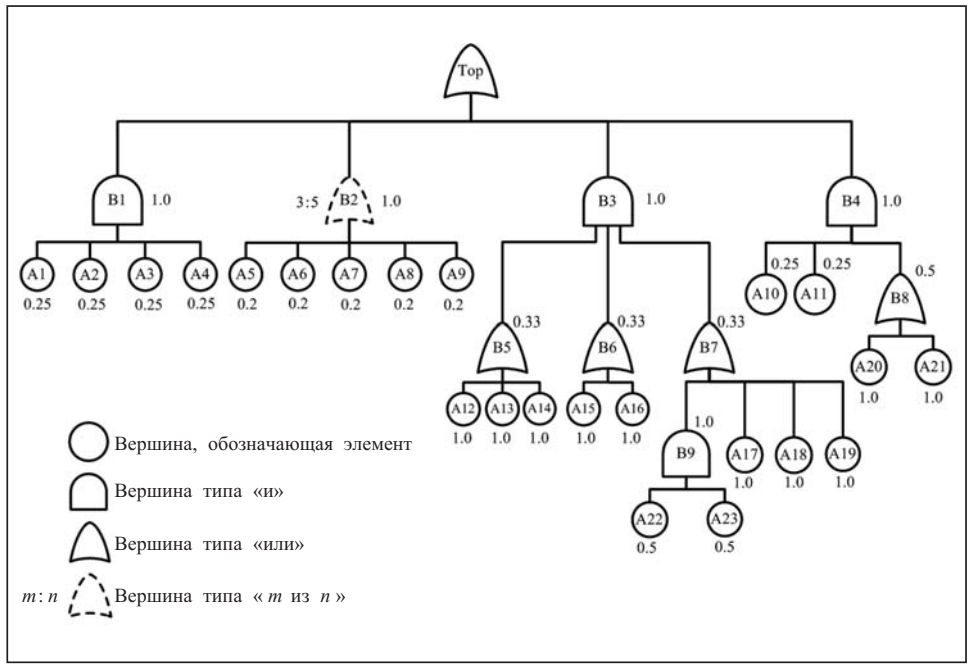 Top
B1 1.0
3:5 B2 1.0
B3 1.0
B4 1.0
A1 A2 A3 A4 A5 A6 A7 A8 A9
0.25 0.25 0.25 0.25 0.2 0.2 0.2 0.2 0.2
A10 0.25 A11 0.25 B8 0.5
B5 0.33 B6 0.33 B7 0.33
A20 A21
1.0 1.0
A12 A13 A14 A15 A16
1.0 1.0 1.0 1.0 1.0
B9 1.0 A17 A18 A19
1.0 1.0 1.0
A22 A23
0.5 0.5
Вершина, обозначающая элемент
Вершина типа «и»
Вершина типа «или»
m: n Вершина типа « m из n »